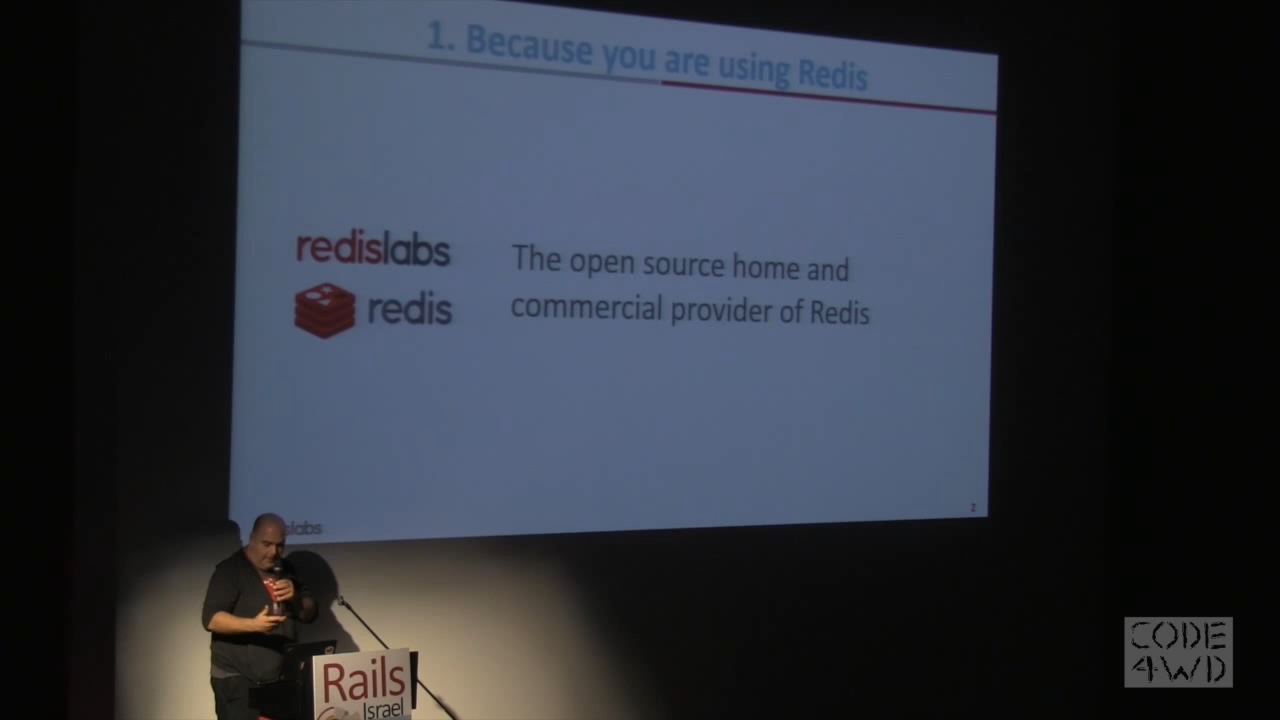 1. Because you are using Redis
redislabs
redis
The open source home and
commercial provider of Redis
2
slabs
Rails
Israel
CODE
4WD